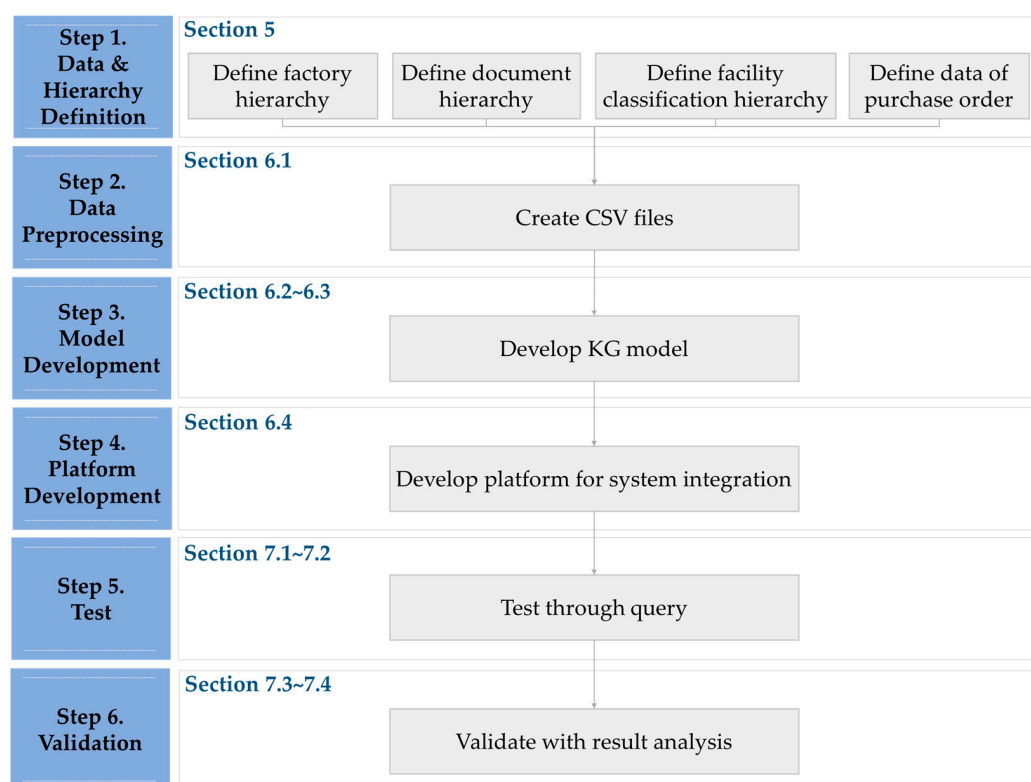 Step 1.
Data &
Hierarchy
Definition
Section 5
Define factory
hierarchy
Define document
hierarchy
Define facility
classification hierarchy
Define data of
purchase order
Step 2.
Data
Preprocessing
Section 6.1
Create CSV files
Step 3.
Model
Development
Section 6.2~6.3
Develop KG model
Step 4.
Platform
Development
Section 6.4
Develop platform for system integration
Step 5.
Test
Section 7.1~7.2
Test through query
Step 6.
Validation
Section 7.3~7.4
Validate with result analysis